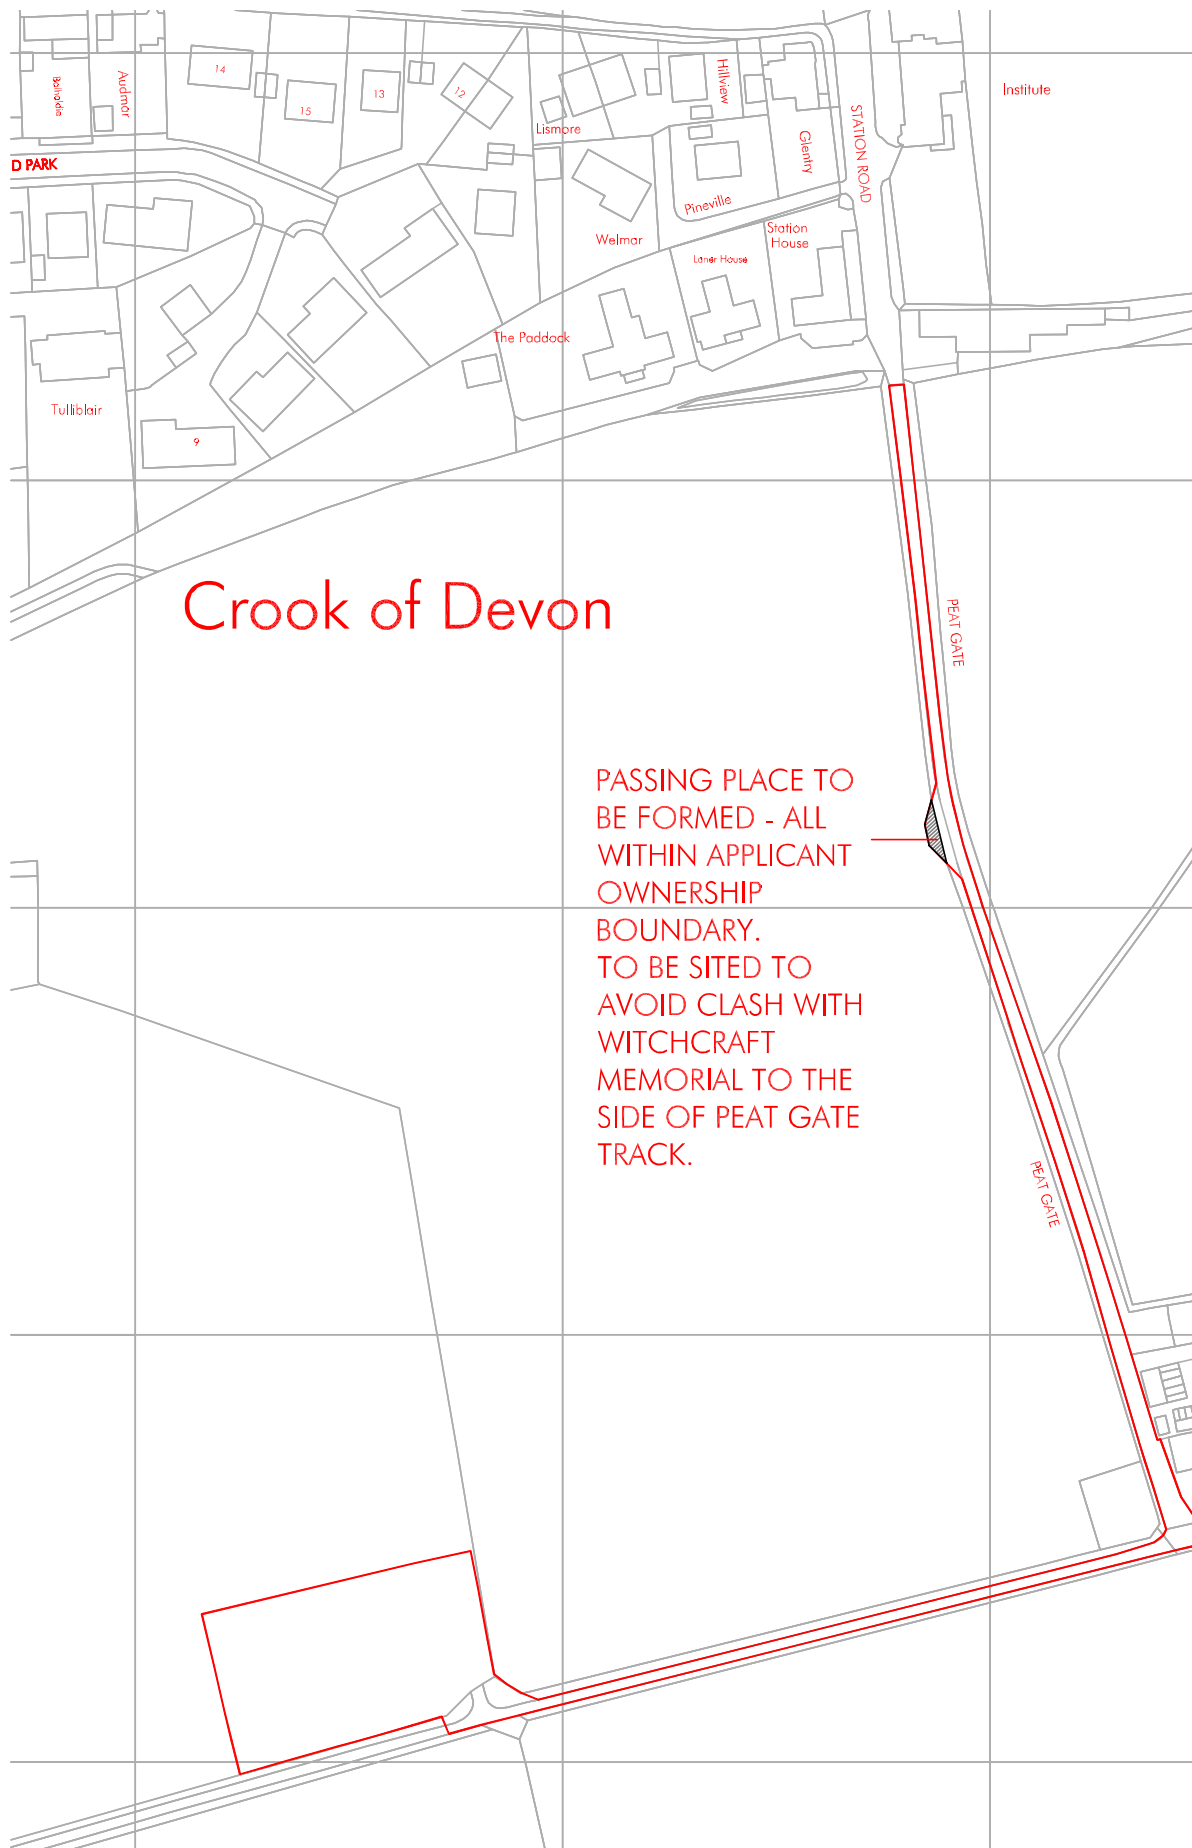 14
15
13
12
Balhaldie
Audmar
Hillview
Institute
Lismore
Glentry
STATION ROAD
D PARK
Pineville
Welmar
Station
House
Laner House
The Paddock
Tulliblair
9
Crook of Devon
PEAT GATE
PASSING PLACE TO
BE FORMED - ALL
WITHIN APPLICANT
OWNERSHIP
BOUNDARY.
TO BE SITED TO
AVOID CLASH WITH
WITCHCRAFT
MEMORIAL TO THE
SIDE OF PEAT GATE
TRACK.
PEAT GATE